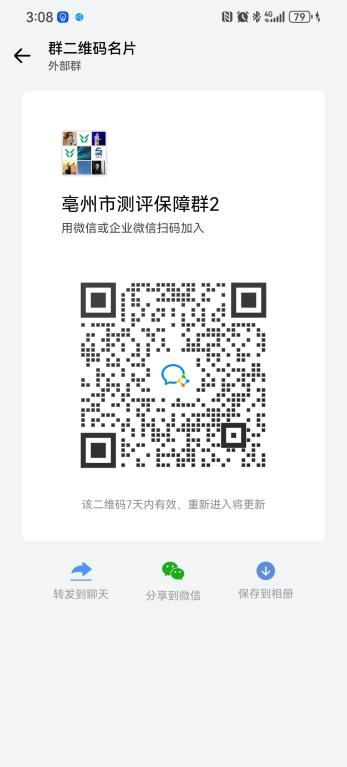 3:08
4G
79
群二维码名片
外部群
亳州市测评保障群2
用微信或企业微信扫码加入
该二维码7天内有效，重新进入将更新
转发到聊天
分享到微信
保存到相册